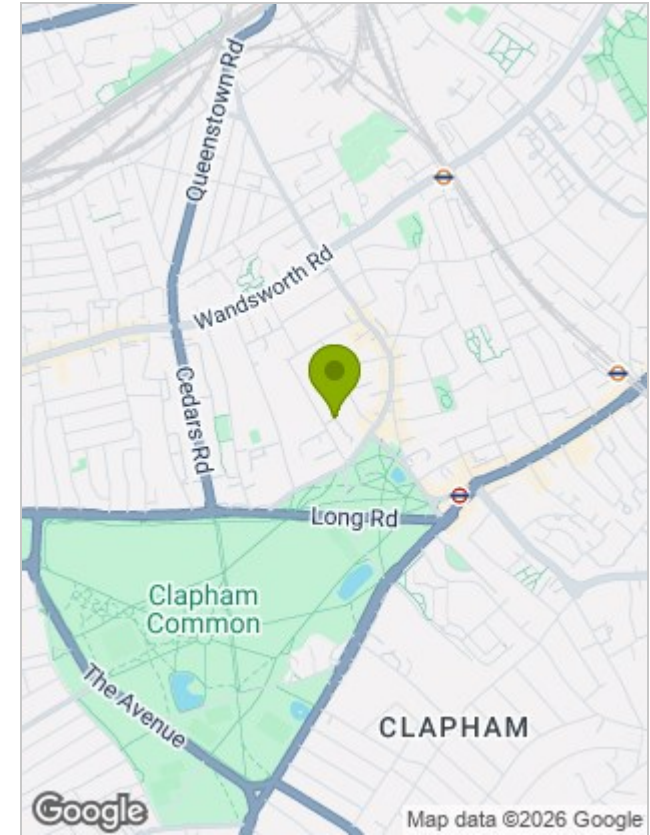 Queenstown Rd
Wandsworth Rd
Cedars Rd
Long Rd
Clapham
Common
The Avenue
CLAPHAM
Google
Map data ©2026 Google